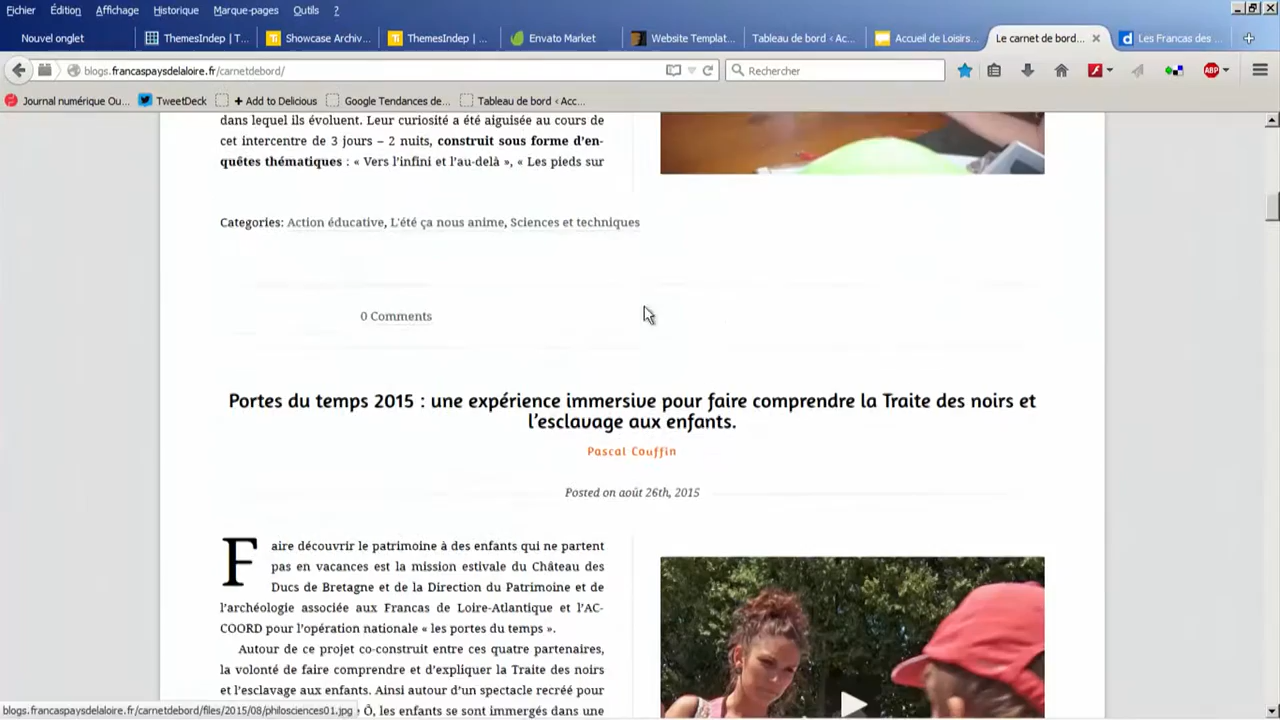 Fichier Édition Affichage Historique Marque-pages Outils ?
Nouvel onglet ThemesIndep | T... Showcase Archiv... ThemesIndep | ... Envato Market Website Templat... Tableau de bord ‹ Ac... Accueil de Loisirs... Le carnet de bord... Les Francas des ...
blogs.francaspaysdelaloire.fr/carnetdebord/ Rechercher ABP
Journal numérique Ou... TweetDeck + Add to Delicious Google Tendances de... Tableau de bord ‹ Acc...
dans lequel ils évoluent. Leur curiosité a été aiguisée au cours de
cet intercentre de 3 jours – 2 nuits, construit sous forme d'en-
quêtes thématiques : « Vers l'infini et l'au-delà », « Les pieds sur
Categories: Action éducative, L'été ça nous anime, Sciences et techniques
0 Comments
Portes du temps 2015 : une expérience immersive pour faire comprendre la Traite des noirs et
l'esclavage aux enfants.
Pascal Couffin
Posted on août 26th, 2015
Faire découvrir le patrimoine à des enfants qui ne partent
pas en vacances est la mission estivale du Château des
Ducs de Bretagne et de la Direction du Patrimoine et de
l'archéologie associée aux Francas de Loire-Atlantique et l'AC-
COORD pour l'opération nationale « les portes du temps ».
Autour de ce projet co-construit entre ces quatre partenaires,
la volonté de faire comprendre et d'expliquer la Traite des noirs
et l'esclavage aux enfants. Ainsi autour d'un spectacle recréé pour
Ô, les enfants se sont immergés dans une
blogs.francaspaysdelaloire.fr/carnetdebord/files/2015/08/philosciences01.jpg